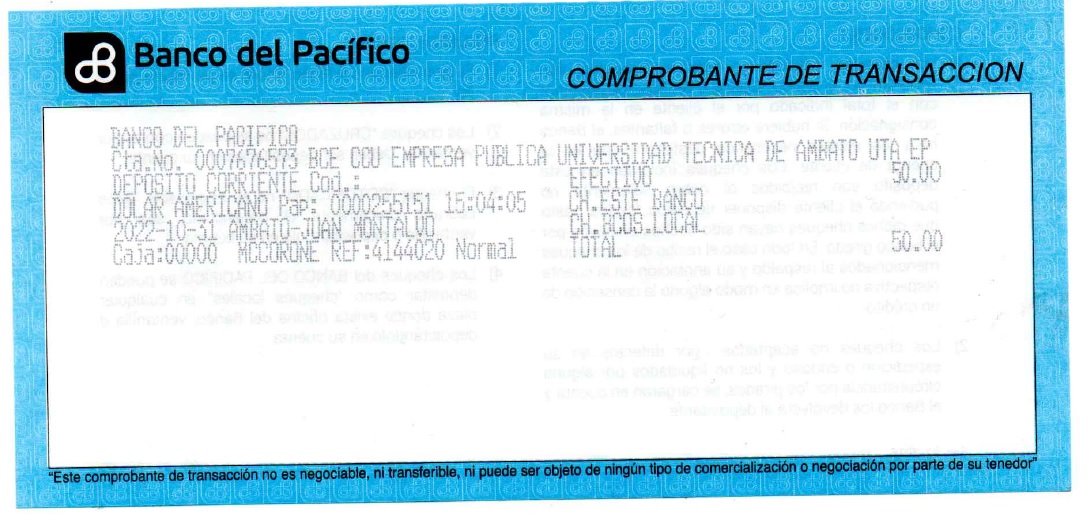 Banco del Pacífico
COMPROBANTE DE TRANSACCION
BANCO DEL PACIFICO
Cta.No. 0007676573 BCE CCU EMPRESA PUBLICA UNIVERSIDAD TECNICA DE AMBATO UTA EP
DEPOSITO CORRIENTE Cod.: EFECTIVO 50.00
DOLAR AMERICANO Pap: 0000255151 15:04:05 CH.ESTE BANCO
2022-10-31 AMBATO-JUAN MONTALVO CH.BCOS.LOCAL
Caja:00000 MCCORONE REF:4144020 Normal TOTAL 50.00
"Este comprobante de transacción no es negociable, ni transferible, ni puede ser objeto de ningún tipo de comercialización o negociación por parte de su tenedor"